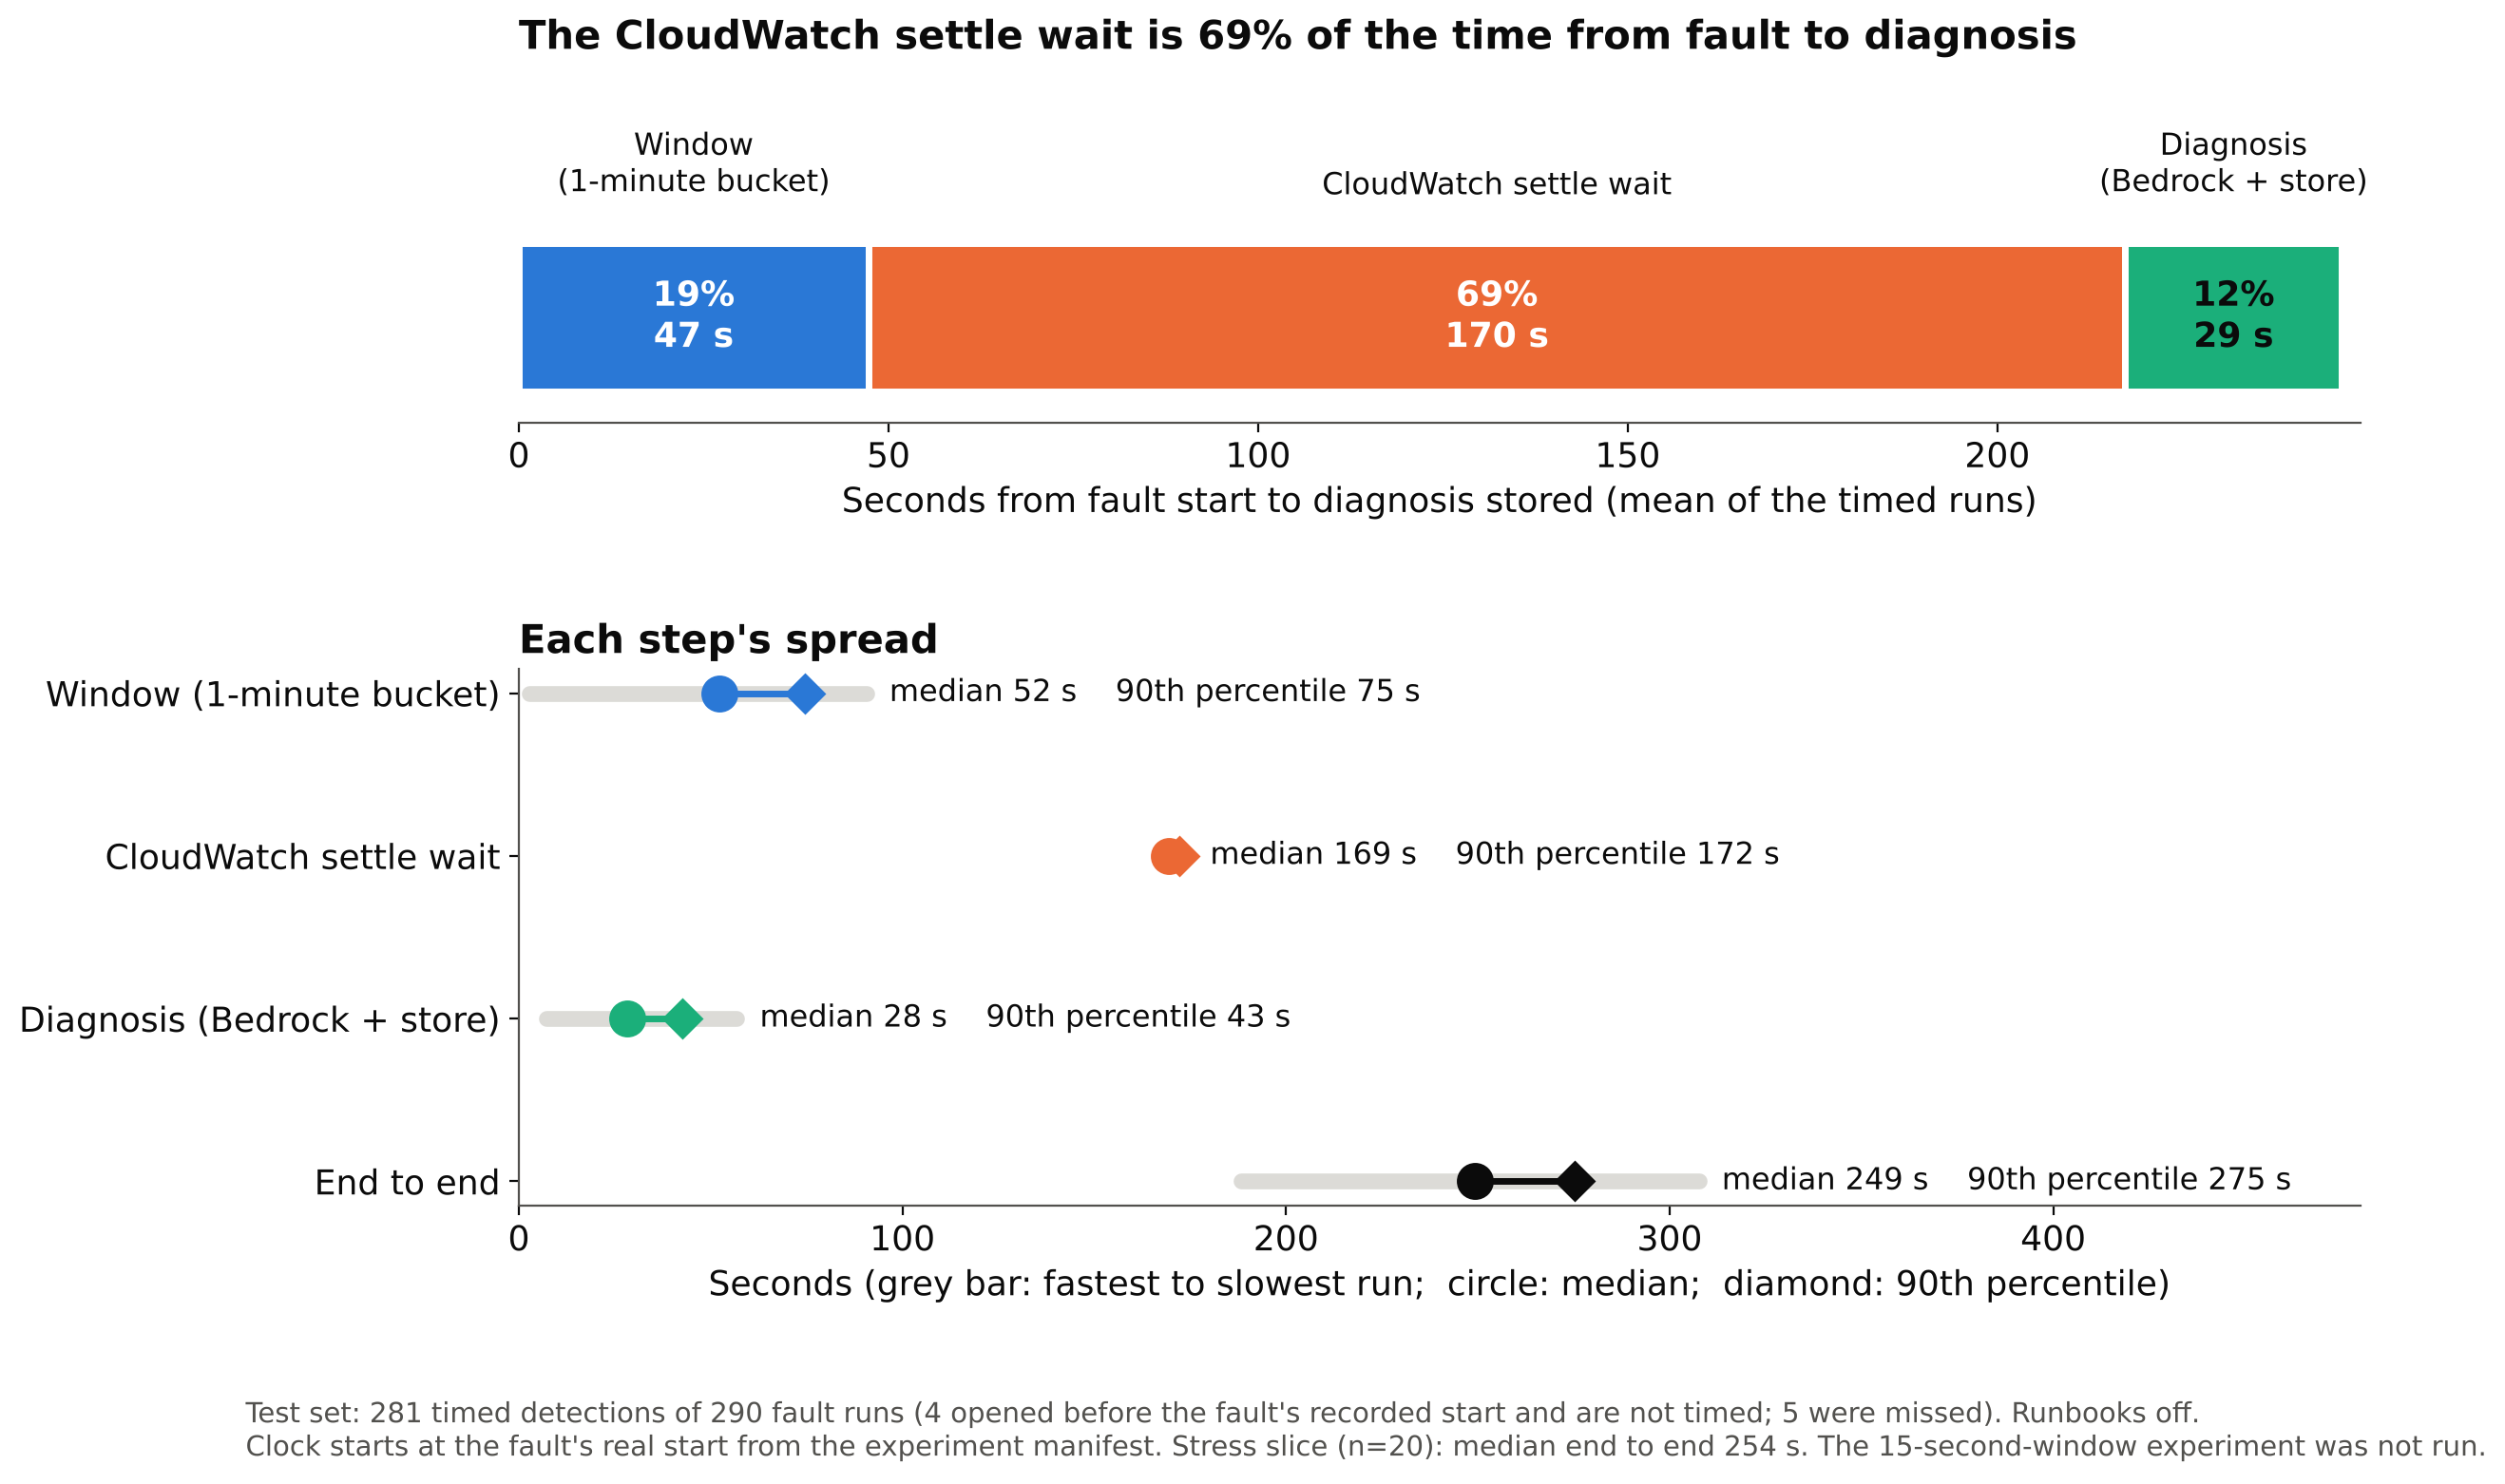 The CloudWatch settle wait is 69% of the time from fault to diagnosis
Window
(1-minute bucket)
CloudWatch settle wait
Diagnosis
(Bedrock + store)
19%
47 s
69%
170 s
12%
29 s
0 50 100 150 200
Seconds from fault start to diagnosis stored (mean of the timed runs)
Each step's spread
Window (1-minute bucket) median 52 s 90th percentile 75 s
CloudWatch settle wait median 169 s 90th percentile 172 s
Diagnosis (Bedrock + store) median 28 s 90th percentile 43 s
End to end median 249 s 90th percentile 275 s
0 100 200 300 400
Seconds (grey bar: fastest to slowest run; circle: median; diamond: 90th percentile)
Test set: 281 timed detections of 290 fault runs (4 opened before the fault's recorded start and are not timed; 5 were missed). Runbooks off.
Clock starts at the fault's real start from the experiment manifest. Stress slice (n=20): median end to end 254 s. The 15-second-window experiment was not run.